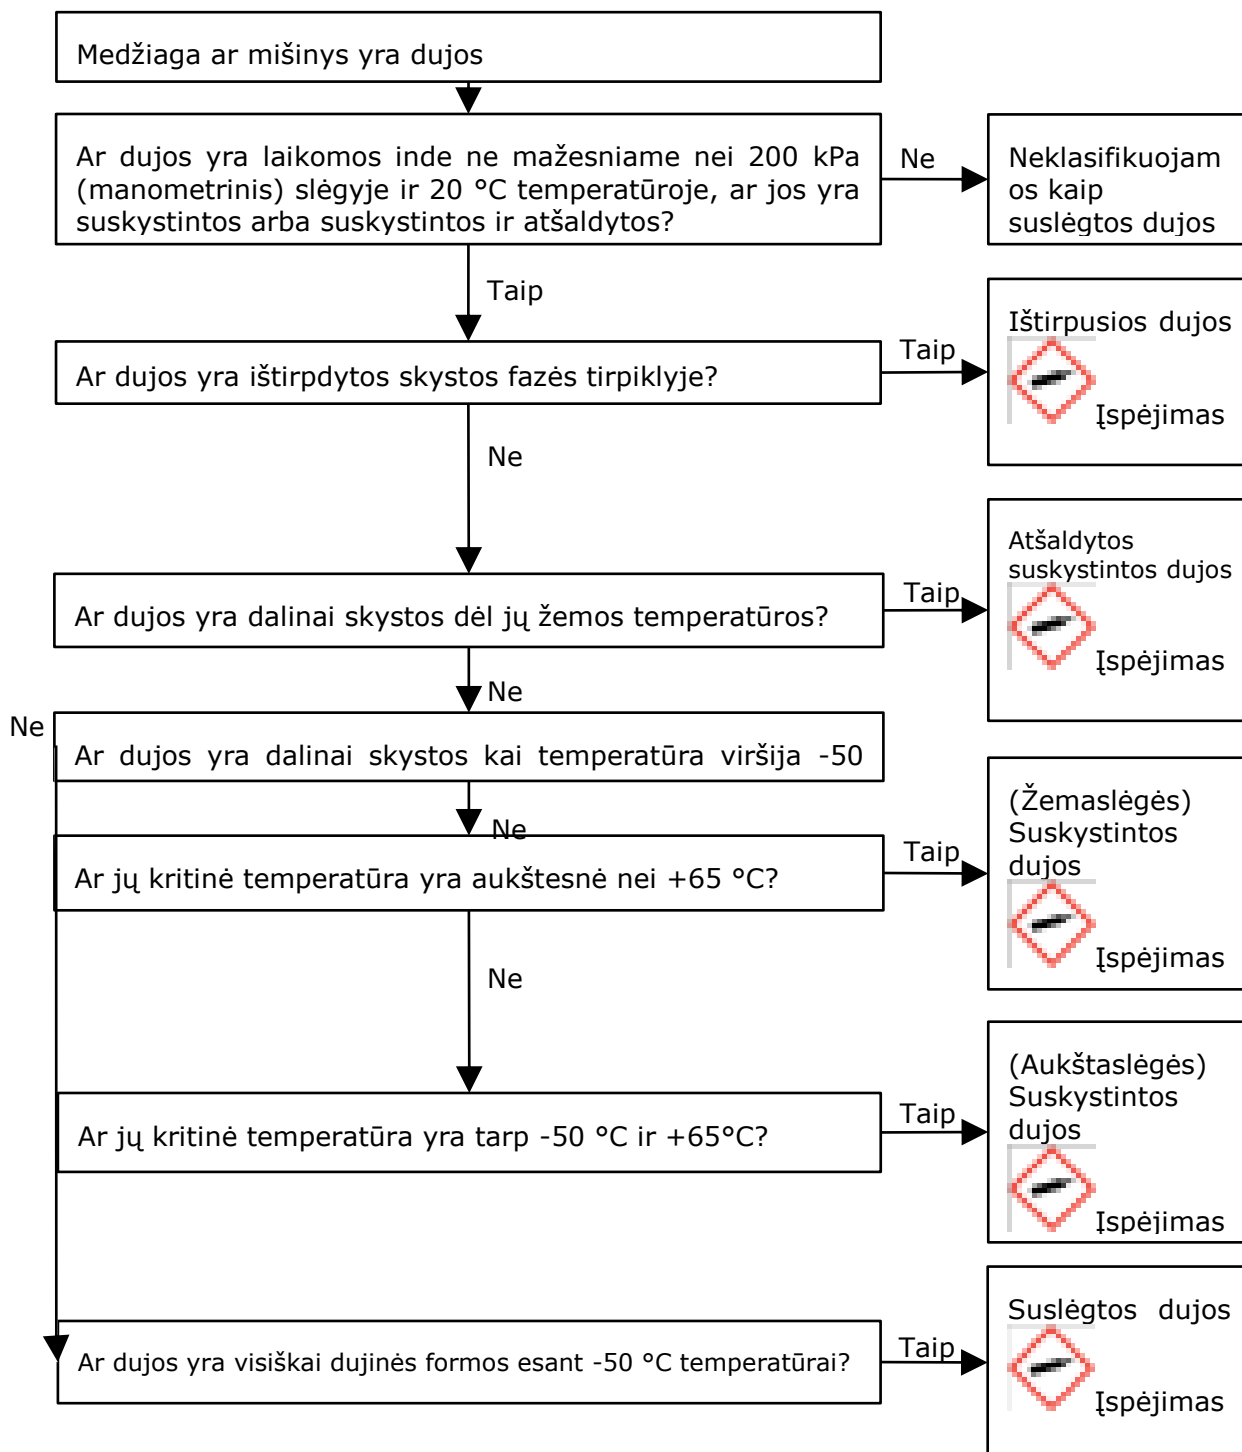 Medžiaga ar mišinys yra dujos
Ar dujos yra laikomos inde ne mažesniame nei 200 kPa
(manometrinis) slėgyje ir 20 °C temperatūroje, ar jos yra
suskystintos arba suskystintos ir atšaldytos?
Ne
Neklasifikuojam
os kaip
suslėgtos dujos
Taip
Ar dujos yra ištirpdytos skystos fazės tirpiklyje?
Taip
Ištirpusios dujos
Įspėjimas
Ne
Ar dujos yra dalinai skystos dėl jų žemos temperatūros?
Taip
Atšaldytos
suskystintos dujos
Įspėjimas
Ne
Ne
Ar dujos yra dalinai skystos kai temperatūra viršija -50
Ne
Ar jų kritinė temperatūra yra aukštesnė nei +65 °C?
Taip
(Žemaslėgės)
Suskystintos
dujos
Įspėjimas
Ne
Ar jų kritinė temperatūra yra tarp -50 °C ir +65°C?
Taip
(Aukštaslėgės)
Suskystintos
dujos
Įspėjimas
Ar dujos yra visiškai dujinės formos esant -50 °C temperatūrai?
Taip
Suslėgtos dujos
Įspėjimas